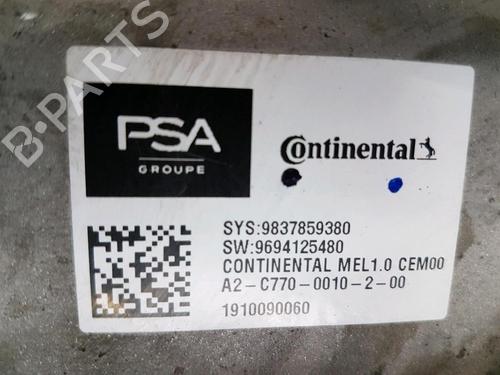 PSA
GROUPE
Continental
SYS:9837859380
SW:9694125480
CONTINENTAL MEL1.0 CEM00
A2-C770-0010-2-00
1910090060
B-PARTS